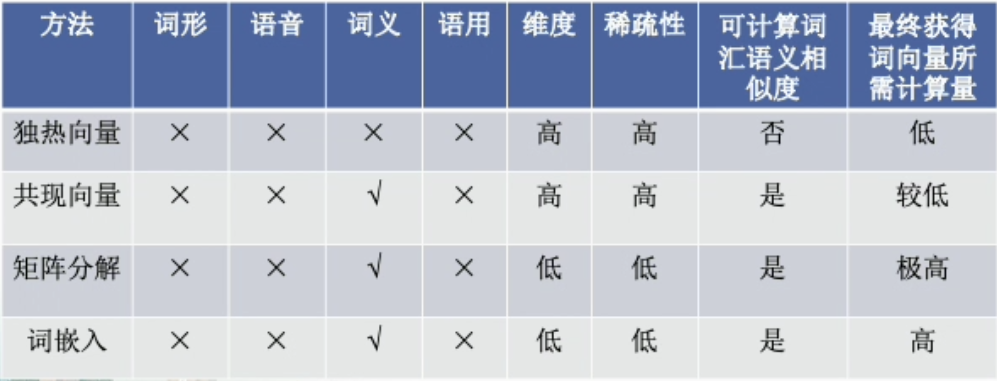 方法 词形 语音 词义 语用 维度 稀疏性 可计算词汇语义相似度 最终获得词向量所需计算量
独热向量 × × × × 高 高 否 低
共现向量 × × √ × 高 高 是 较低
矩阵分解 × × √ × 低 低 是 极高
词嵌入 × × √ × 低 低 是 高